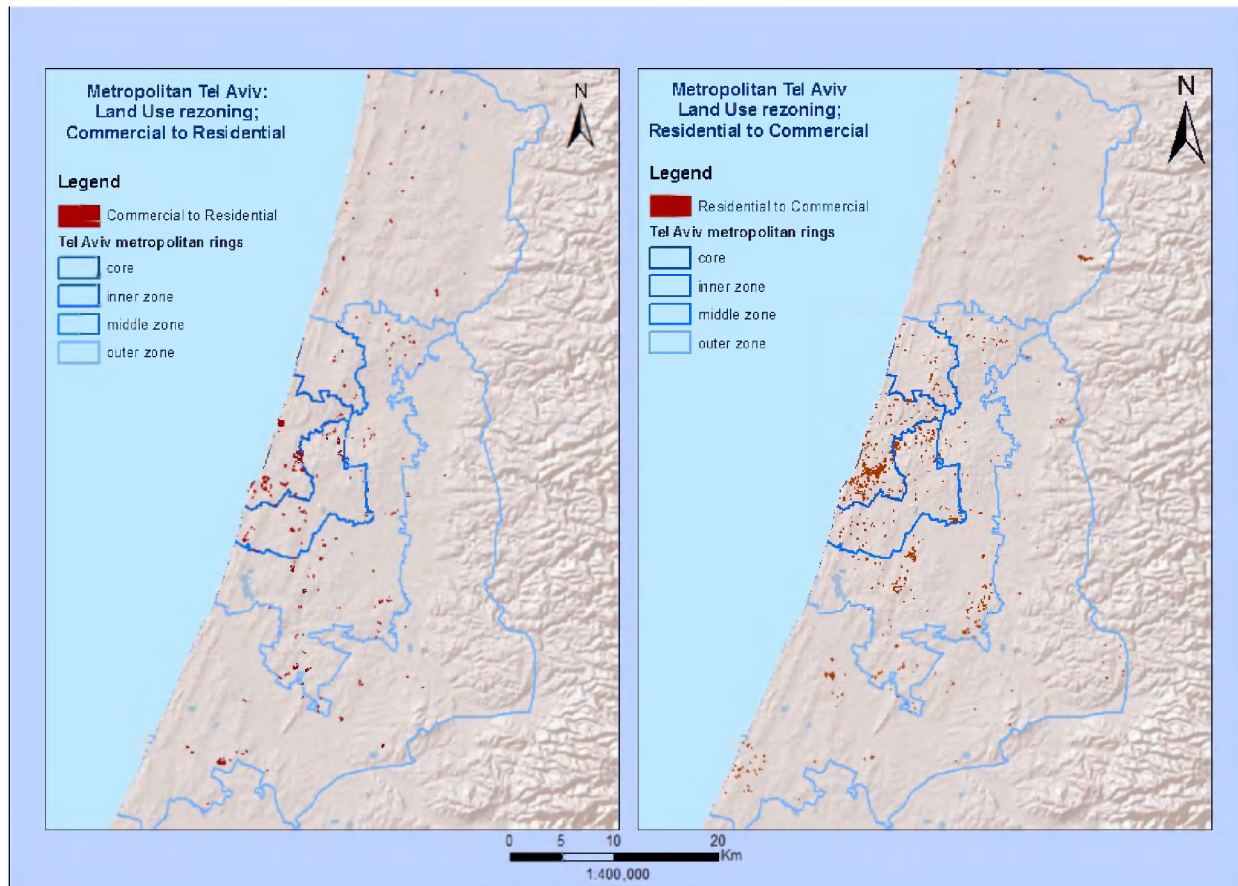 Metropolitan Tel Aviv:
Land Use rezoning;
Commercial to Residential
N
Legend
Commercial to Residential
Tel Aviv metropolitan rings
core
inner zone
middle zone
outer zone
Metropolitan Tel Aviv
Land Use rezoning;
Residential to Commercial
N
Legend
Residential to Commercial
Tel Aviv metropolitan rings
core
inner zone
middle zone
outer zone
0 5 10 20
Km
1:400,000